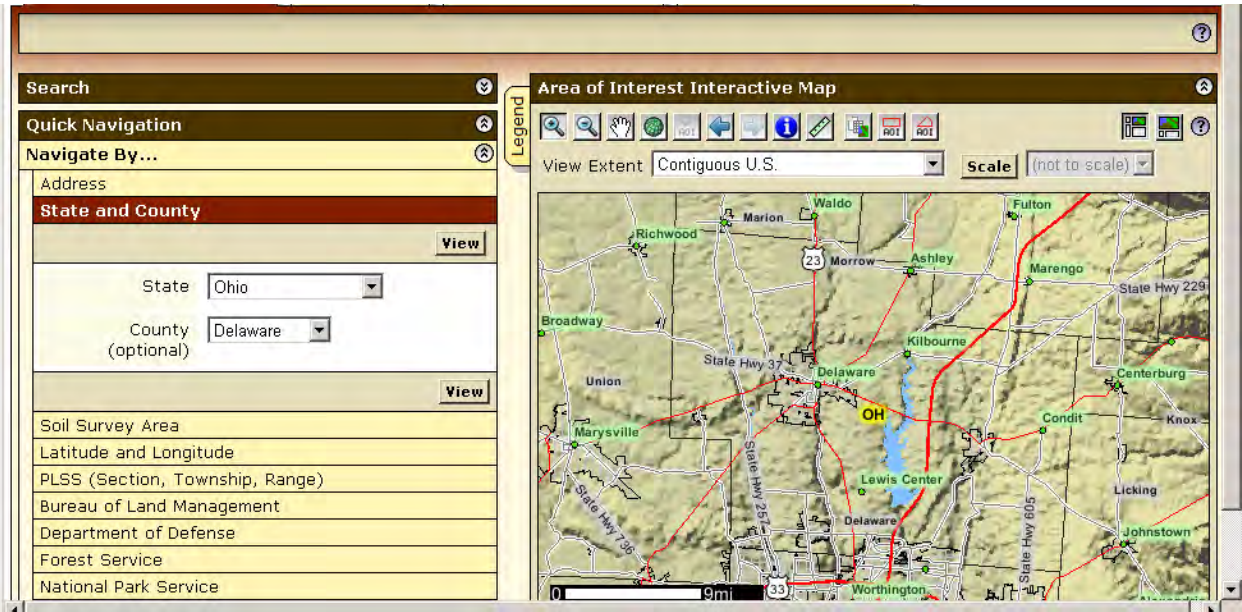 Search
Quick Navigation
Navigate By...
Address
State and County
View
State Ohio
County Delaware
(optional)
View
Soil Survey Area
Latitude and Longitude
PLSS (Section, Township, Range)
Bureau of Land Management
Department of Defense
Forest Service
National Park Service
Legend
Area of Interest Interactive Map
AOI AOI AOI
View Extent Contiguous U.S. Scale (not to scale)
Waldo
Fulton
Marion
Richwood
23
Morrow
Ashley
Marengo
State Hwy 229
Broadway
Kilbourne
State Hwy 37
Delaware
Centerburg
Union
OH
Condit
Knox
Marysville
State Hwy 257
Lewis Center
State Hwy 736
Licking
State Hwy 605
Delaware
Johnstown
0 9mi
33
Worthington